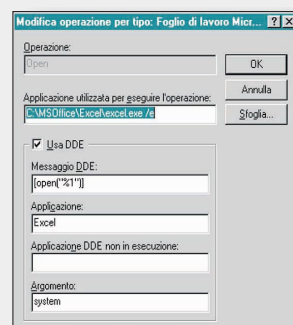 Modifica operazione per tipo: Foglio di lavoro Micr...
Operazione:
Open
OK
Annulla
Applicazione utilizzata per eseguire l'operazione:
C:\MSOffice\Excel\excel.exe /e
Sfoglia...
Usa DDE
Messaggio DDE:
[open("%1")]
Applicazione:
Excel
Applicazione DDE non in esecuzione:
Argomento:
system